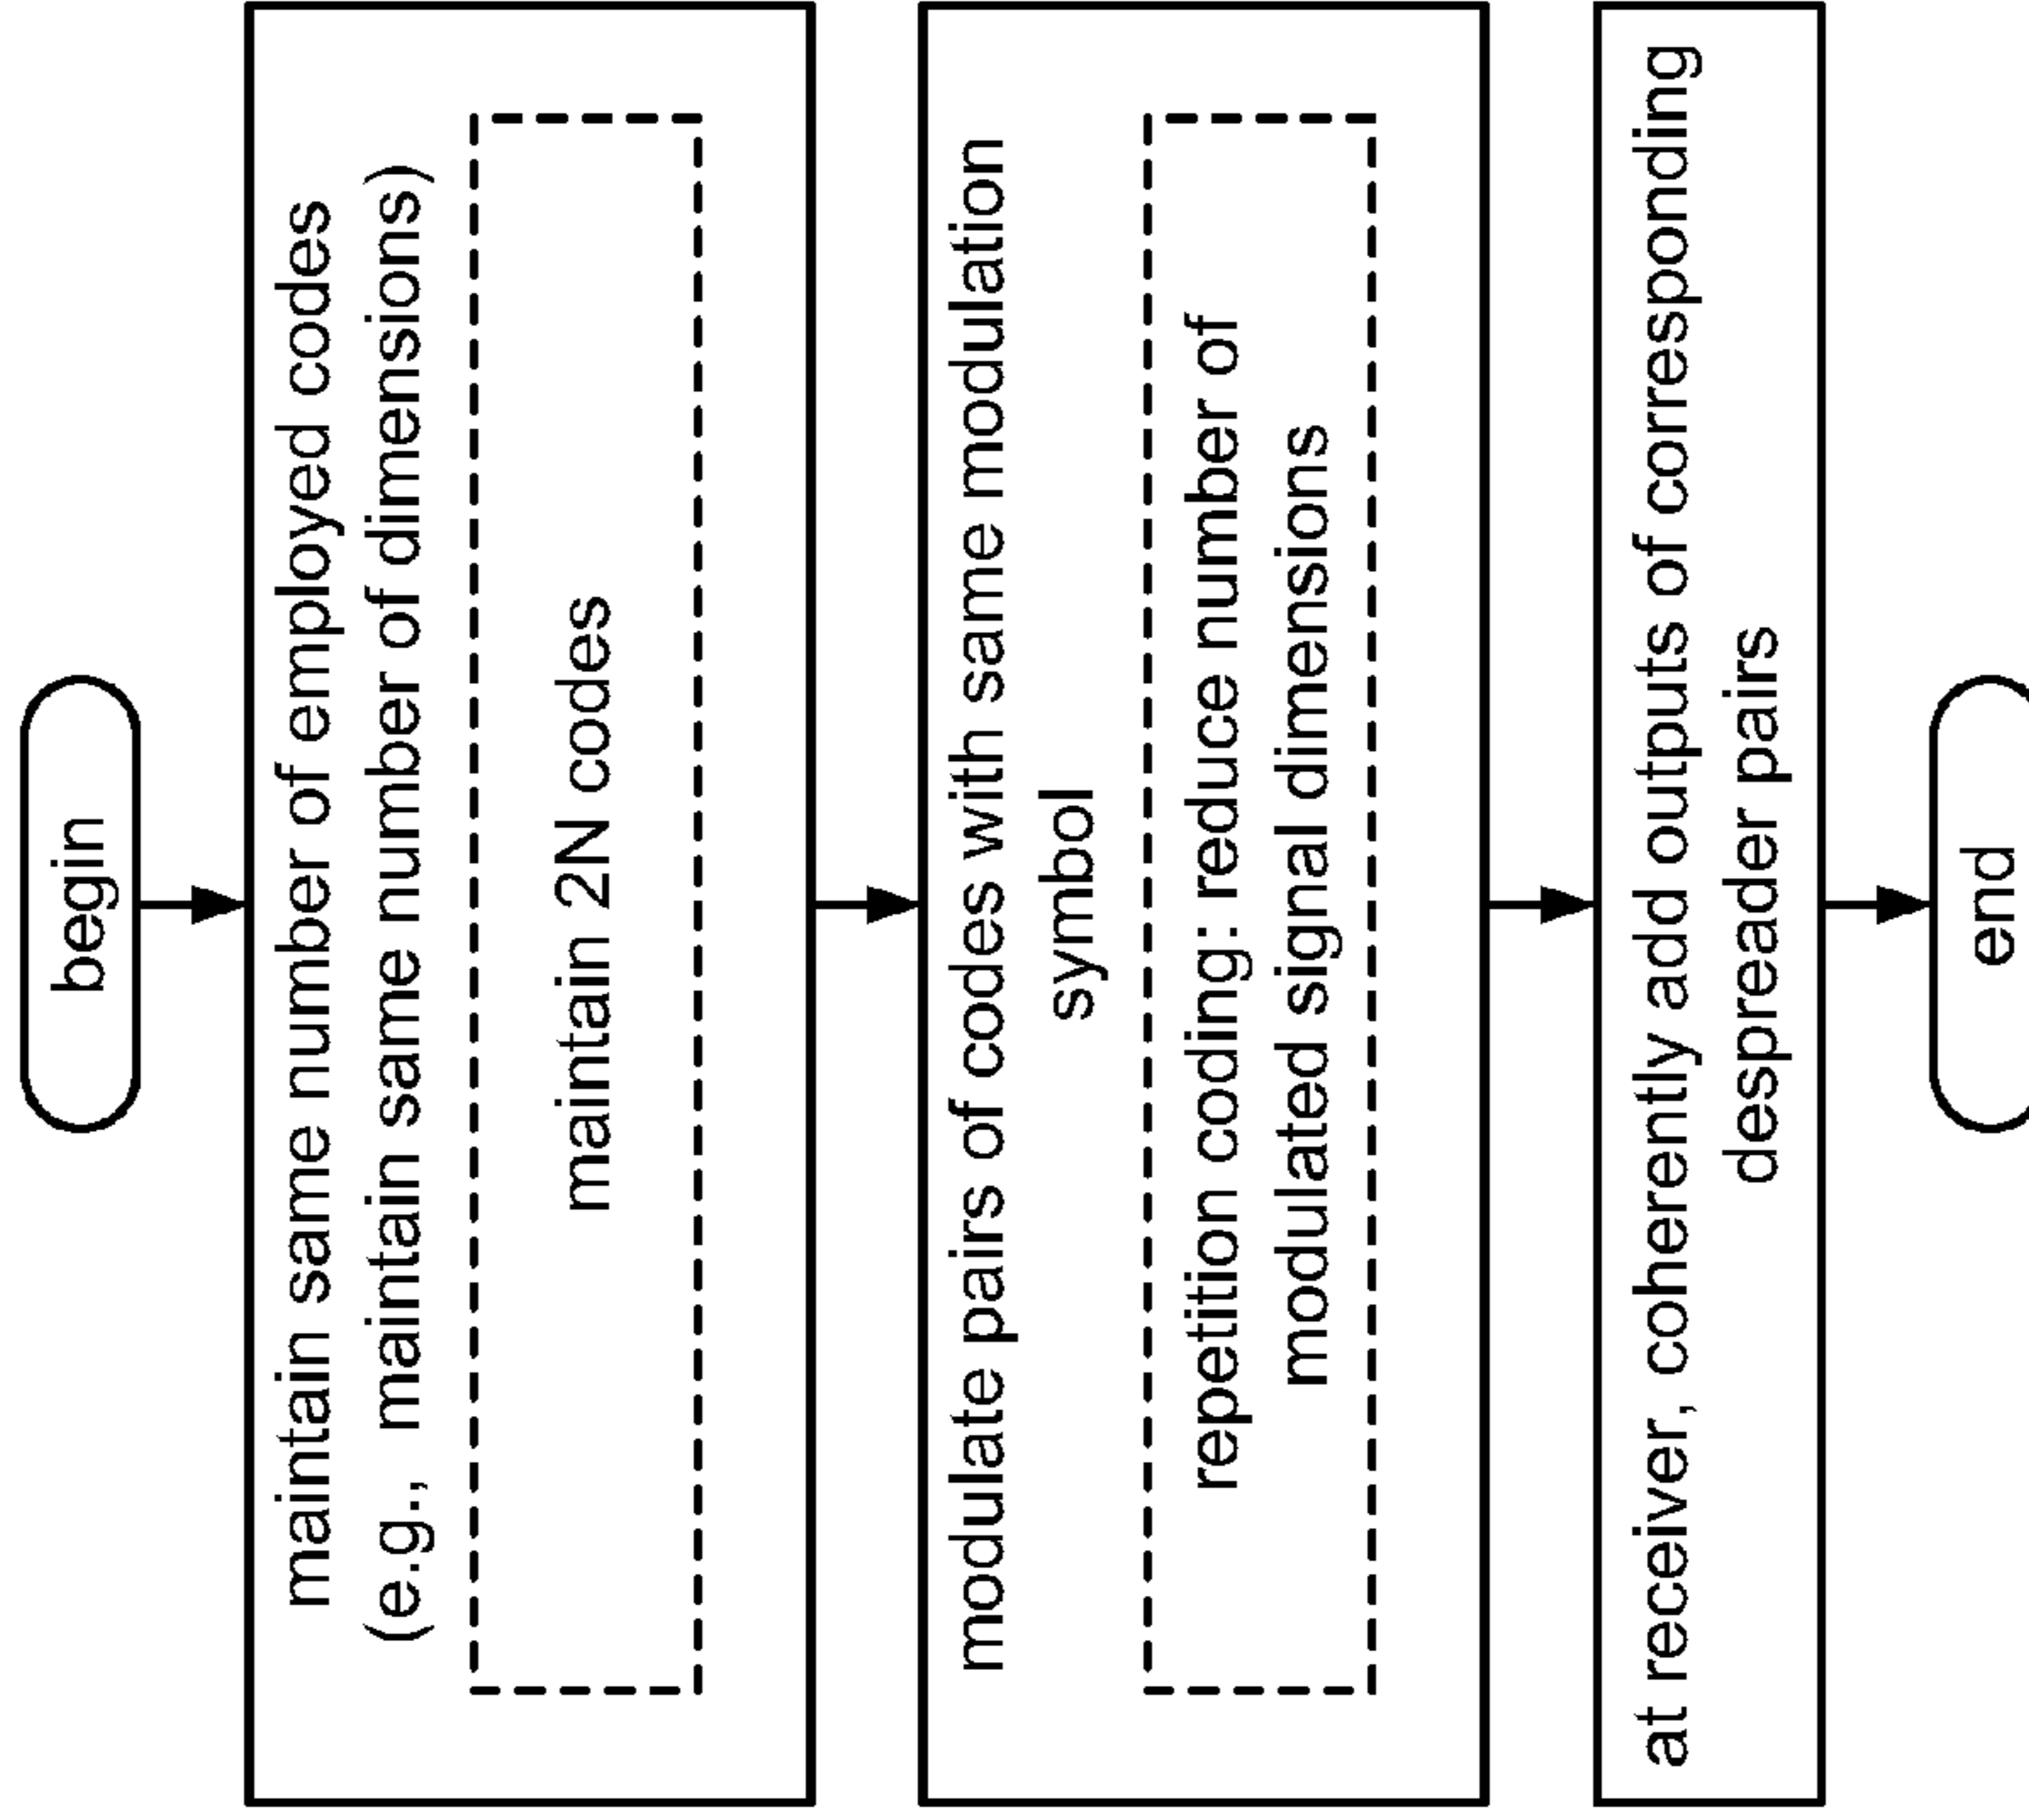 begin
maintain same number of employed codes
(e.g., maintain same number of dimensions)
maintain 2N codes
modulate pairs of codes with same modulation
symbol
repetition coding: reduce number of
modulated signal dimensions
at receiver, coherently add outputs of corresponding
despreader pairs
end